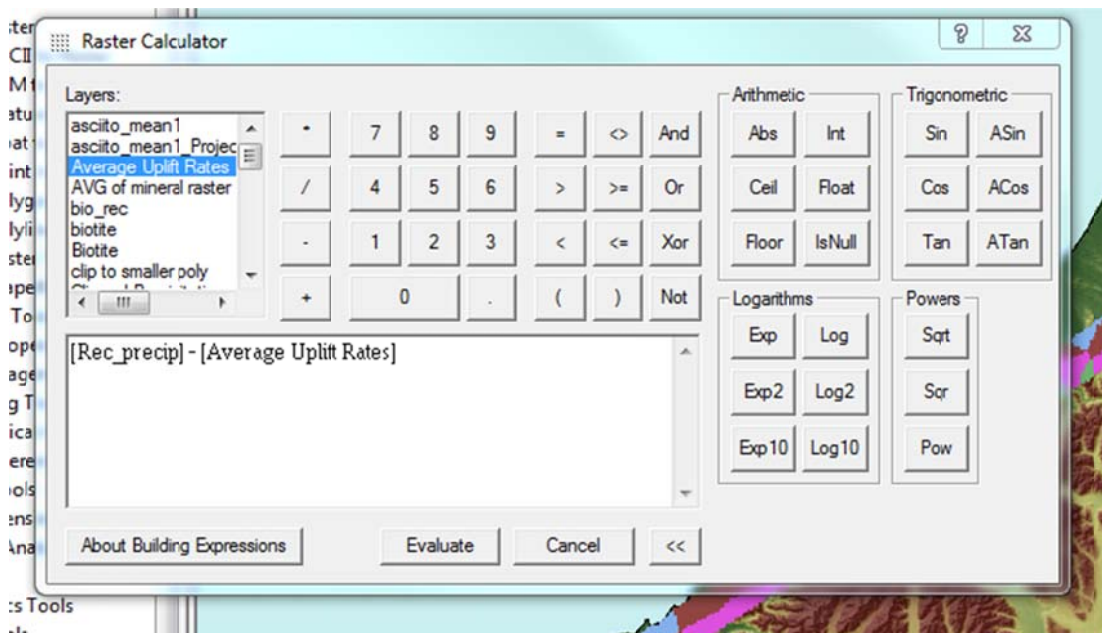 Raster Calculator
Layers:
asciito_mean1
asciito_mean1_Projec
Average Uplift Rates
AVG of mineral raster
bio_rec
biotite
Biotite
clip to smaller poly
* 7 8 9 = <> And
/ 4 5 6 > >= Or
- 1 2 3 < <= Xor
+ 0 . ( ) Not
Arithmetic
Abs Int
Ceil Float
Floor IsNull
Trigonometric
Sin ASin
Cos ACos
Tan ATan
Logarithms
Exp Log
Exp2 Log2
Exp10 Log10
Powers
Sqrt
Sqr
Pow
[Rec_precip] - [Average Uplift Rates]
About Building Expressions Evaluate Cancel <<
cs Tools